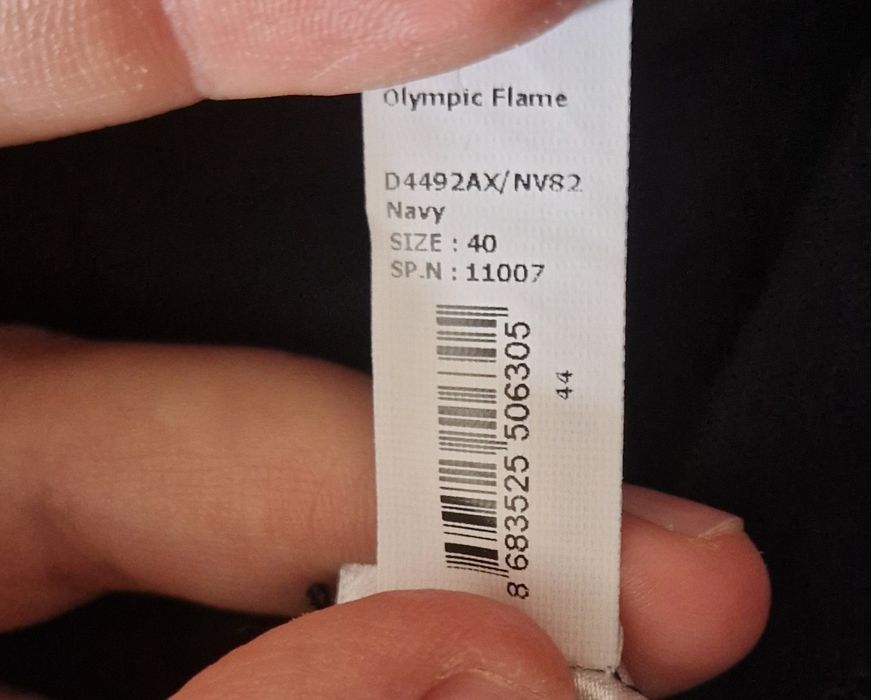 Olympic Flame
D4492AX/NV82
Navy
SIZE : 40
SP.N : 11007
8 683525 506305
44